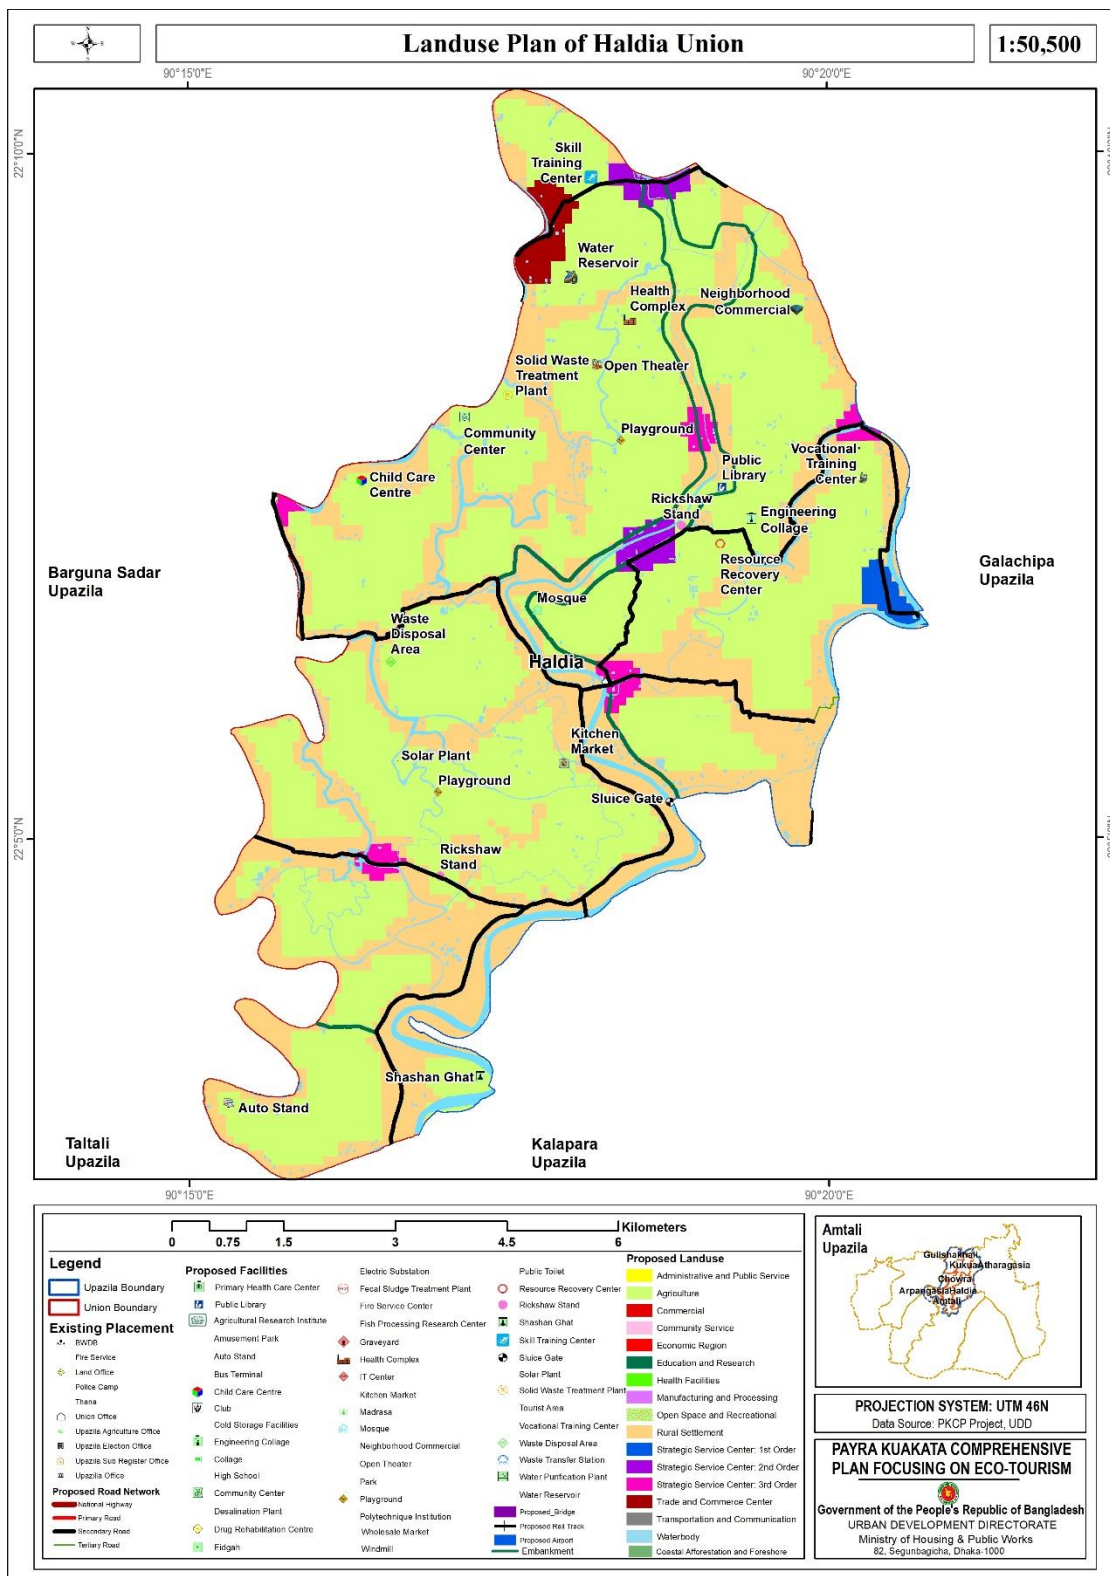 Landuse Plan of Haldia Union
1:50,500
90°15'0"E
90°20'0"E
22°10'0"N
22°10'0"N
Skill
Training
Center
Water
Reservoir
Health
Complex
Neighborhood
Commercial
Solid Waste
Treatment
Plant
Open Theater
Community
Center
Playground
Child Care
Centre
Public
Library
Vocational
Training
Center
Rickshaw
Stand
Engineering
Collage
Resource
Recovery
Center
Barguna Sadar
Upazila
Galachipa
Upazila
Mosque
Waste
Disposal
Area
Haldia
Kitchen
Market
Solar Plant
Playground
Sluice Gate
22°5'0"N
22°5'0"N
Rickshaw
Stand
Shashan Ghat
Auto Stand
Taltali
Upazila
Kalapara
Upazila
90°15'0"E
90°20'0"E
Kilometers
0 0.75 1.5 3 4.5 6
Legend
Upazila Boundary
Union Boundary
Existing Placement
BWDB
Fire Service
Land Office
Police Camp
Thana
Union Office
Upazila Agriculture Office
Upazila Election Office
Upazila Sub Register Office
Upazila Office
Proposed Road Network
National Highway
Primary Road
Secondary Road
Tertiary Road
Proposed Facilities
Primary Health Care Center
Public Library
Agricultural Research Institute
Amusement Park
Auto Stand
Bus Terminal
Child Care Centre
Club
Cold Storage Facilities
Engineering Collage
Collage
High School
Community Center
Desalination Plant
Drug Rehabilitation Centre
Eidgah
Electric Substation
Fecal Sludge Treatment Plant
Fire Service Center
Fish Processing Research Center
Graveyard
Health Complex
IT Center
Kitchen Market
Madrasa
Mosque
Neighborhood Commercial
Open Theater
Park
Playground
Polytechnique Institution
Wholesale Market
Windmill
Public Toilet
Resource Recovery Center
Rickshaw Stand
Shashan Ghat
Skill Training Center
Sluice Gate
Solar Plant
Solid Waste Treatment Plant
Tourist Area
Vocational Training Center
Waste Disposal Area
Waste Transfer Station
Water Purification Plant
Water Reservoir
Proposed_Bridge
Proposed Rail Track
Proposed Airport
Embankment
Proposed Landuse
Administrative and Public Service
Agriculture
Commercial
Community Service
Economic Region
Education and Research
Health Facilities
Manufacturing and Processing
Open Space and Recreational
Rural Settlement
Strategic Service Center: 1st Order
Strategic Service Center: 2nd Order
Strategic Service Center: 3rd Order
Trade and Commerce Center
Transportation and Communication
Waterbody
Coastal Afforestation and Foreshore
Amtali
Upazila
Gulishakhali
Kukua
Atharagasia
Chowra
Arpangasia
Haldia
Amtali
PROJECTION SYSTEM: UTM 46N
Data Source: PKCP Project, UDD
PAYRA KUAKATA COMPREHENSIVE
PLAN FOCUSING ON ECO-TOURISM
Government of the People's Republic of Bangladesh
URBAN DEVELOPMENT DIRECTORATE
Ministry of Housing & Public Works
82, Segunbagicha, Dhaka-1000